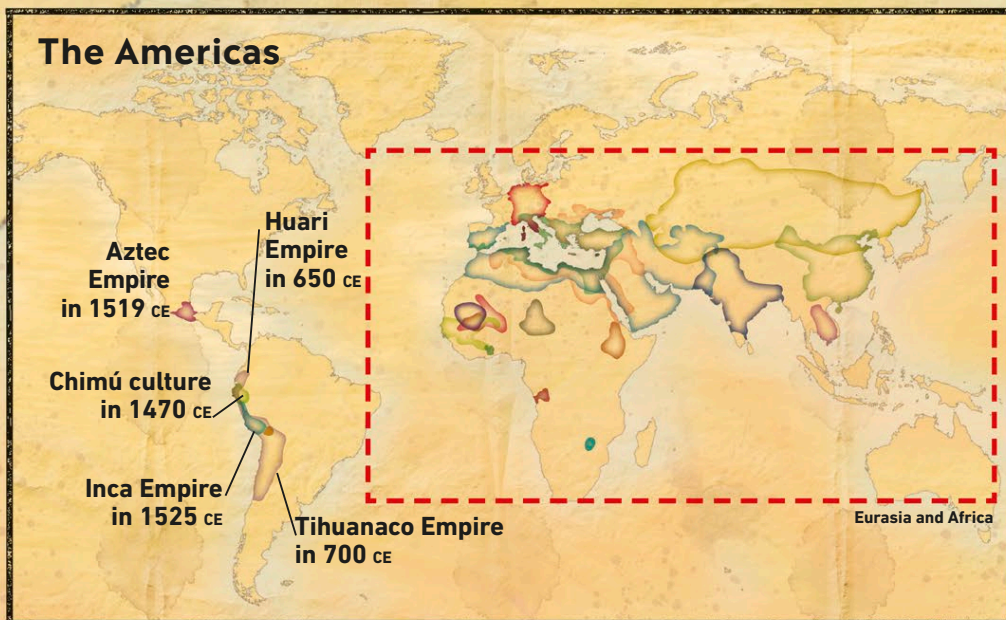 The Americas
Huari
Empire
in 650 CE
Aztec
Empire
in 1519 CE
Chimú culture
in 1470 CE
Inca Empire
in 1525 CE
Tihuanaco Empire
in 700 CE
Eurasia and Africa